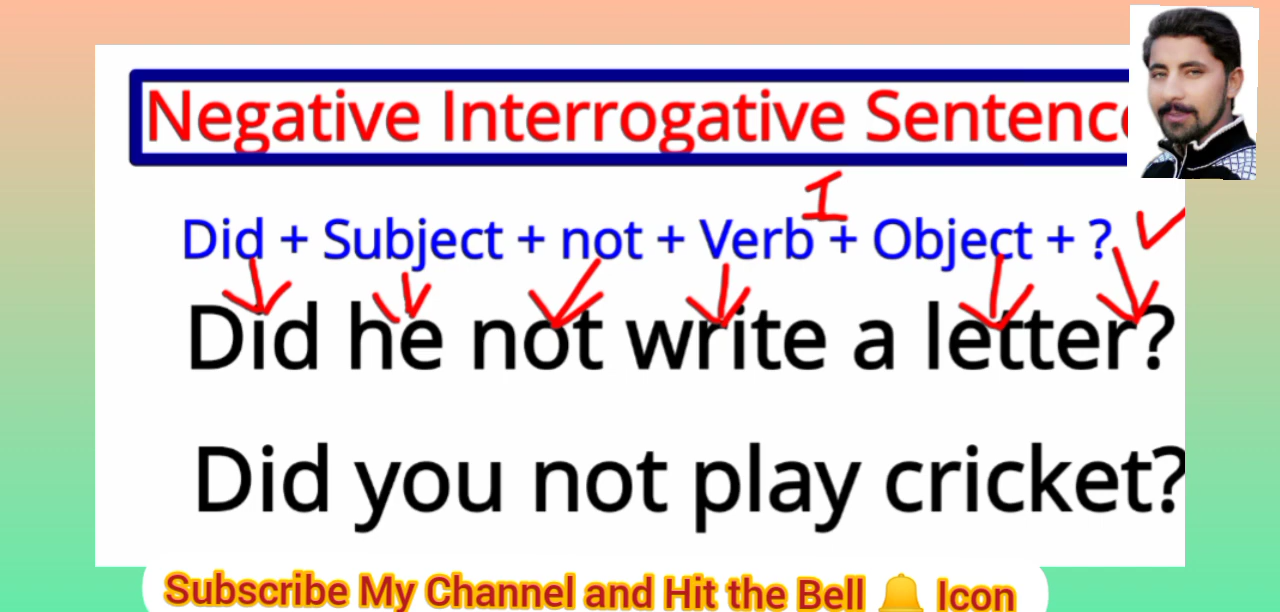 Negative Interrogative Sentenc
I
Did + Subject + not + Verb + Object + ?
Did he not write a letter?
Did you not play cricket?
Subscribe My Channel and Hit the Bell 🔔 Icon